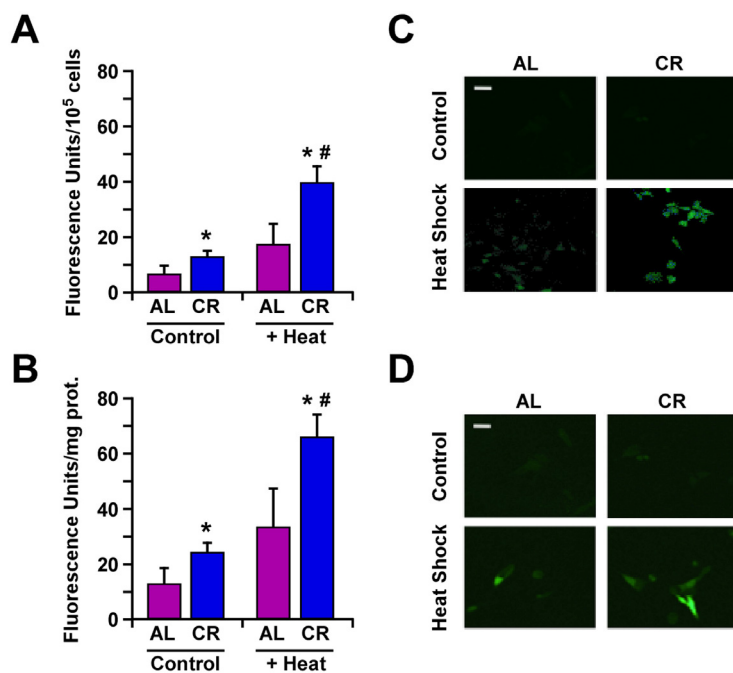 A
Fluorescence Units/10⁵ cells
80
60
40
20
0
*
* #
AL CR AL CR
Control + Heat
B
Fluorescence Units/mg prot.
80
60
40
20
0
*
* #
AL CR AL CR
Control + Heat
C
AL CR
Control
Heat Shock
D
AL CR
Control
Heat Shock